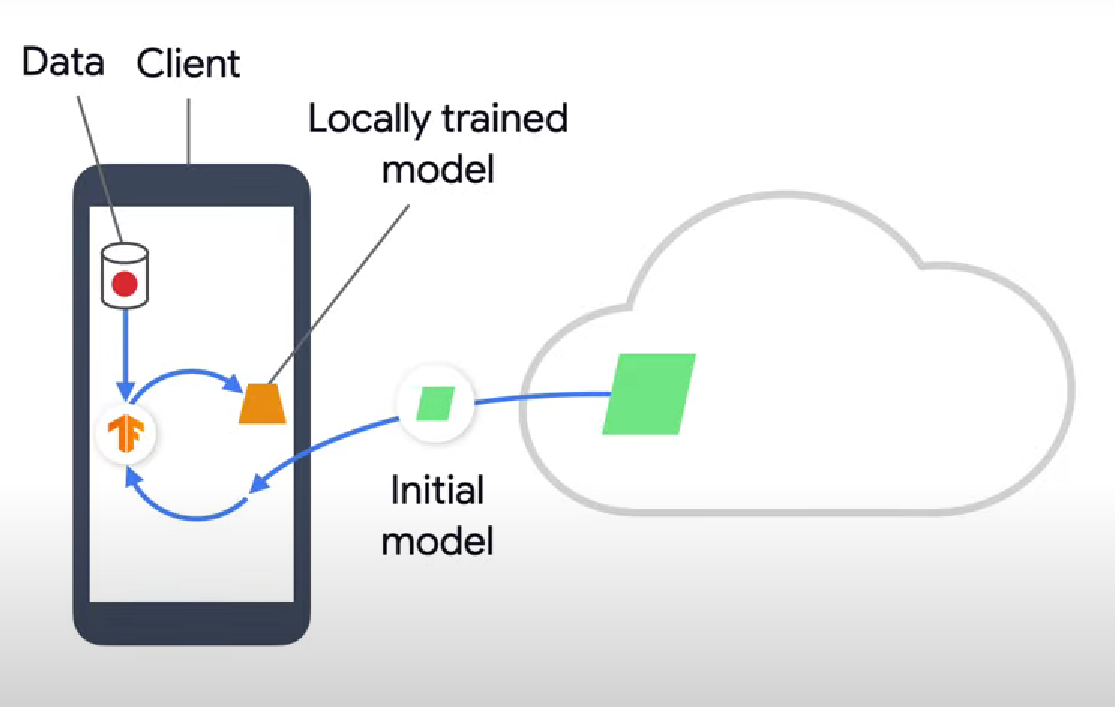 Data
Client
Locally trained
model
Initial
model